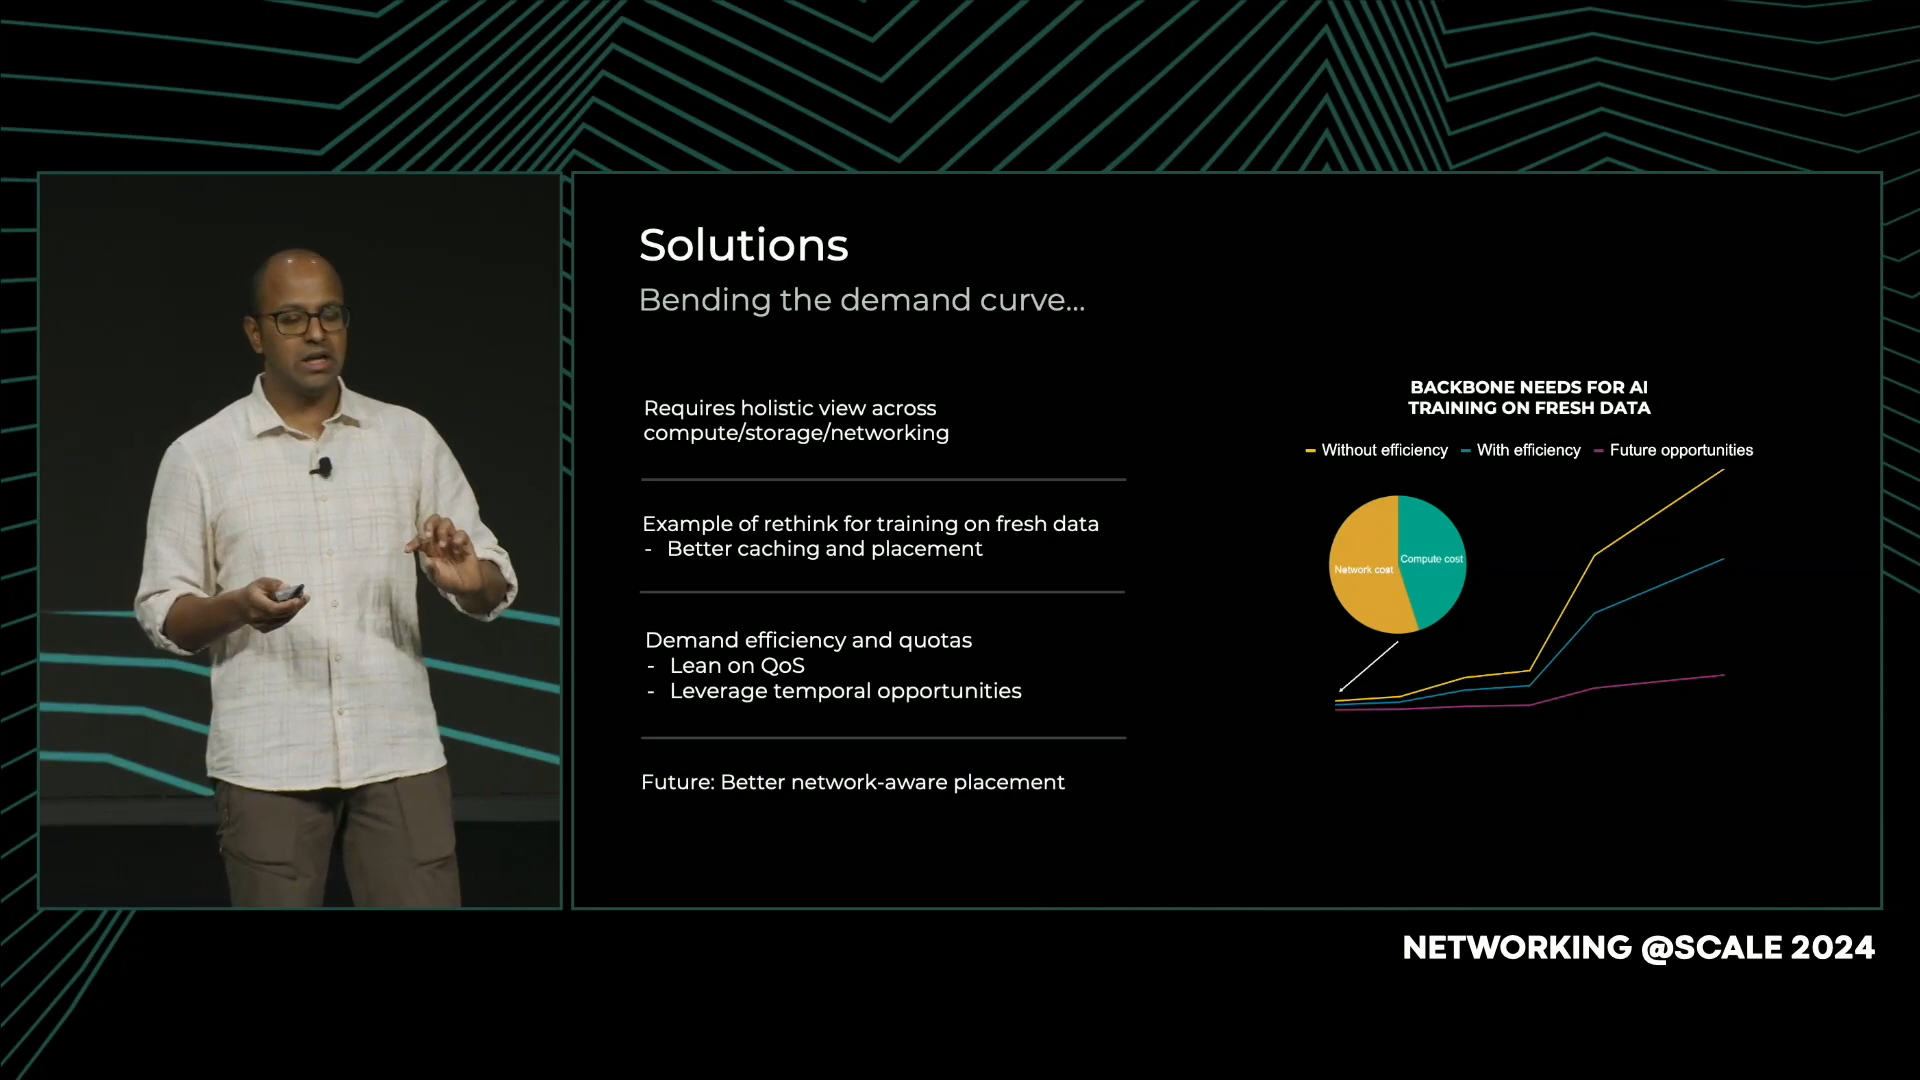 Solutions
Bending the demand curve...
Requires holistic view across
compute/storage/networking
Example of rethink for training on fresh data
- Better caching and placement
Demand efficiency and quotas
- Lean on QoS
- Leverage temporal opportunities
Future: Better network-aware placement
BACKBONE NEEDS FOR AI
TRAINING ON FRESH DATA
Without efficiency With efficiency Future opportunities
Compute cost
Network cost
NETWORKING @SCALE 2024